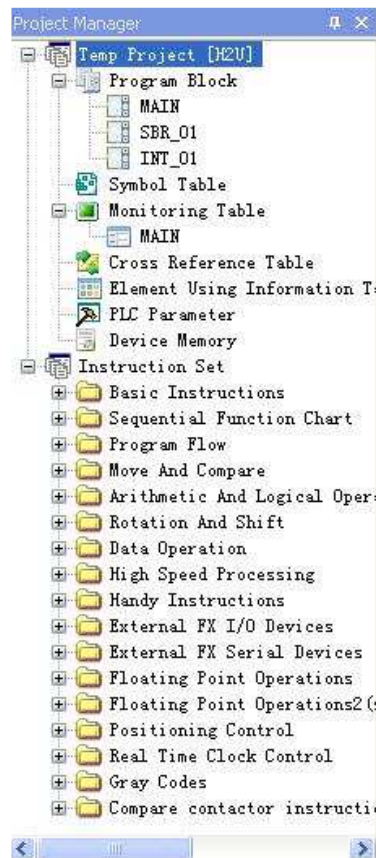 Project Manager
Temp Project [H2U]
Program Block
MAIN
SBR_01
INT_01
Symbol Table
Monitoring Table
MAIN
Cross Reference Table
Element Using Information T
PLC Parameter
Device Memory
Instruction Set
Basic Instructions
Sequential Function Chart
Program Flow
Move And Compare
Arithmetic And Logical Oper
Rotation And Shift
Data Operation
High Speed Processing
Handy Instructions
External FX I/O Devices
External FX Serial Devices
Floating Point Operations
Floating Point Operations2(
Positioning Control
Real Time Clock Control
Gray Codes
Compare contactor instructi